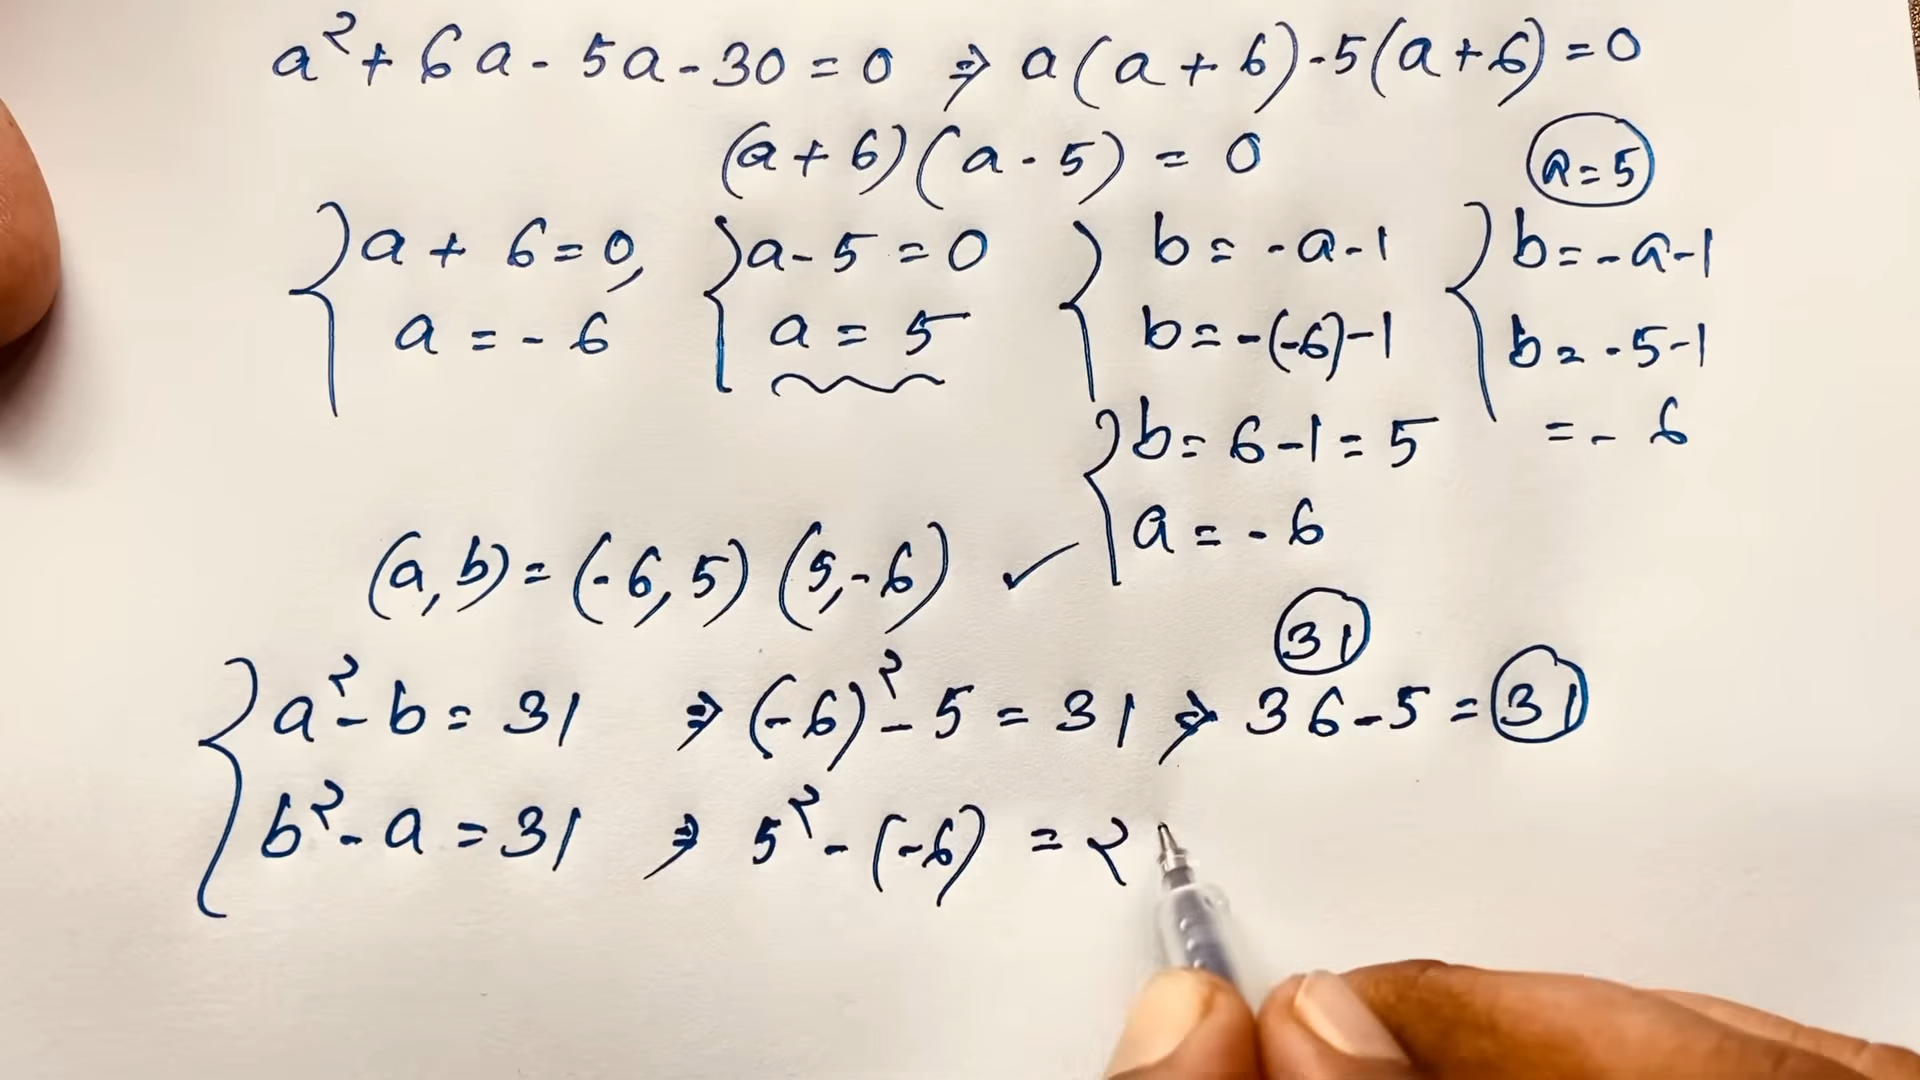 a² + 6a - 5a - 30 = 0 ⇒ a(a + 6) - 5(a + 6) = 0
(a + 6)(a - 5) = 0
a = 5
a + 6 = 0,
a = - 6
a - 5 = 0
a = 5
b = - a - 1
b = -(-6) - 1
b = 6 - 1 = 5
a = - 6
b = - a - 1
b = - 5 - 1
= - 6
(a, b) = (-6, 5) (5, -6) ✓
31
a² - b = 31 ⇒ (-6)² - 5 = 31 ⇒ 36 - 5 = 31
b² - a = 31 ⇒ 5² - (-6) = 2